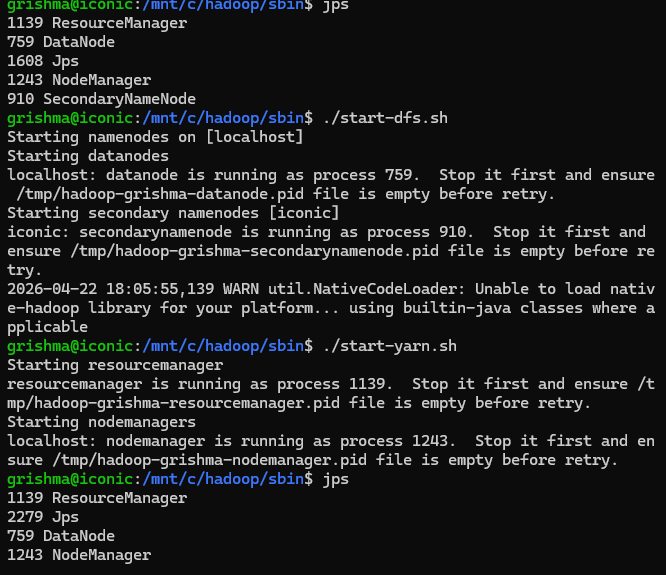 grishma@iconic:/mnt/c/hadoop/sbin$ jps
1139 ResourceManager
759 DataNode
1608 Jps
1243 NodeManager
910 SecondaryNameNode
grishma@iconic:/mnt/c/hadoop/sbin$ ./start-dfs.sh
Starting namenodes on [localhost]
Starting datanodes
localhost: datanode is running as process 759.  Stop it first and ensure
 /tmp/hadoop-grishma-datanode.pid file is empty before retry.
Starting secondary namenodes [iconic]
iconic: secondarynamenode is running as process 910.  Stop it first and
ensure /tmp/hadoop-grishma-secondarynamenode.pid file is empty before re
try.
2026-04-22 18:05:55,139 WARN util.NativeCodeLoader: Unable to load nativ
e-hadoop library for your platform... using builtin-java classes where a
pplicable
grishma@iconic:/mnt/c/hadoop/sbin$ ./start-yarn.sh
Starting resourcemanager
resourcemanager is running as process 1139.  Stop it first and ensure /t
mp/hadoop-grishma-resourcemanager.pid file is empty before retry.
Starting nodemanagers
localhost: nodemanager is running as process 1243.  Stop it first and en
sure /tmp/hadoop-grishma-nodemanager.pid file is empty before retry.
grishma@iconic:/mnt/c/hadoop/sbin$ jps
1139 ResourceManager
2279 Jps
759 DataNode
1243 NodeManager